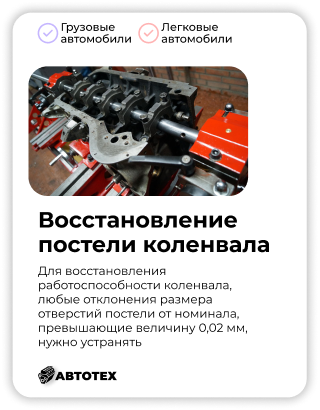 Грузовые
автомобили
Легковые
автомобили
Восстановление
постели коленвала
Для восстановления
работоспособности коленвала,
любые отклонения размера
отверстий постели от номинала,
превышающие величину 0,02 мм,
нужно устранять
АВТОТЕХ